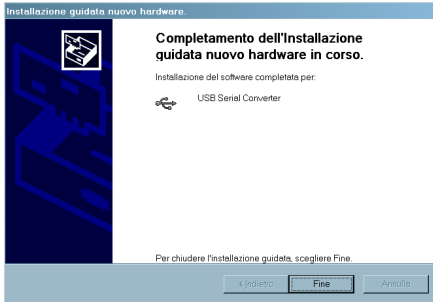 Installazione guidata nuovo hardware.
Completamento dell'Installazione
guidata nuovo hardware in corso.
Installazione del software completata per:
USB Serial Converter
Per chiudere l'installazione guidata, scegliere Fine.
< Indietro Fine Annulla